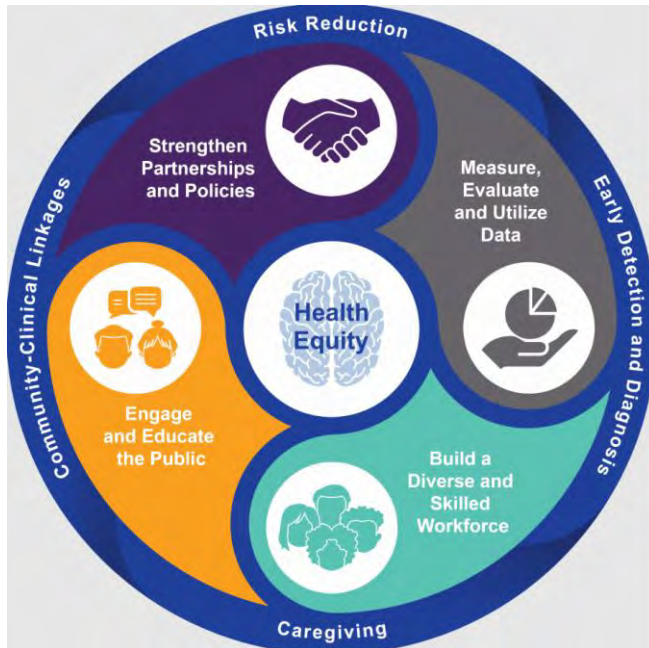 Risk Reduction
Strengthen
Partnerships
and Policies
Measure,
Evaluate
and Utilize
Data
Early Detection and Diagnosis
Community-Clinical Linkages
Health
Equity
Engage
and Educate
the Public
Build a
Diverse and
Skilled
Workforce
Caregiving